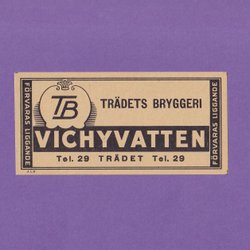 FÖRVARAS LIGGANDE
TB
TRÄDETS BRYGGERI
VICHYVATTEN
Tel. 29 TRÄDET Tel. 29
FÖRVARAS LIGGANDE